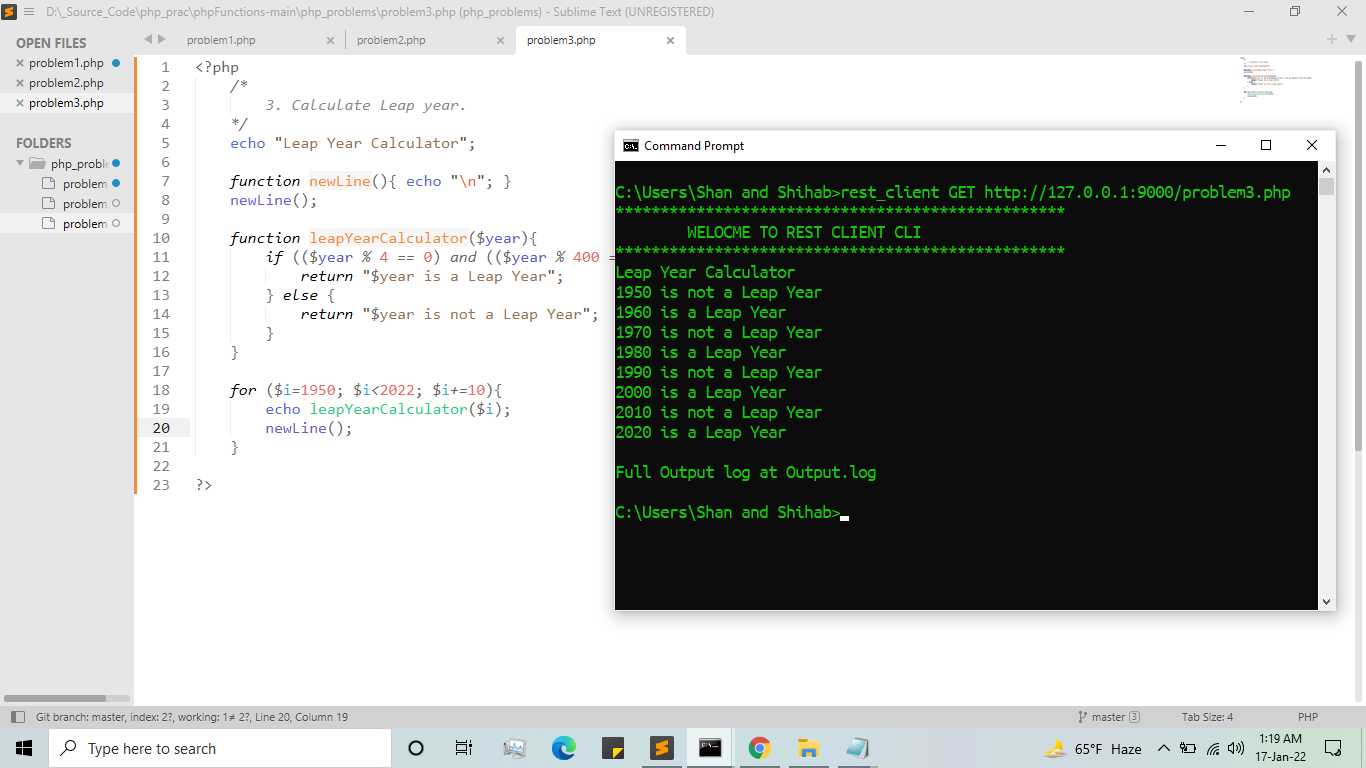 D:\_Source_Code\php_prac\phpFunctions-main\php_problems\problem3.php (php_problems) - Sublime Text (UNREGISTERED)
OPEN FILES
problem1.php
problem2.php
problem3.php
FOLDERS
php_proble
problem
problem
problem
problem1.php
problem2.php
problem3.php
1 <?php
2 /*
3 3. Calculate Leap year.
4 */
5 echo "Leap Year Calculator";
6
7 function newLine(){ echo "\n"; }
8 newLine();
9
10 function leapYearCalculator($year){
11 if (($year % 4 == 0) and (($year % 400 =
12 return "$year is a Leap Year";
13 } else {
14 return "$year is not a Leap Year";
15 }
16 }
17
18 for ($i=1950; $i<2022; $i+=10){
19 echo leapYearCalculator($i);
20 newLine();
21 }
22
23 ?>
Command Prompt
C:\Users\Shan and Shihab>rest_client GET http://127.0.0.1:9000/problem3.php
**************************************************
WELOCME TO REST CLIENT CLI
**************************************************
Leap Year Calculator
1950 is not a Leap Year
1960 is a Leap Year
1970 is not a Leap Year
1980 is a Leap Year
1990 is not a Leap Year
2000 is a Leap Year
2010 is not a Leap Year
2020 is a Leap Year
Full Output log at Output.log
C:\Users\Shan and Shihab>
Git branch: master, index: 2?, working: 1≠ 2?, Line 20, Column 19
master 3
Tab Size: 4
PHP
Type here to search
65°F Haze
1:19 AM
17-Jan-22